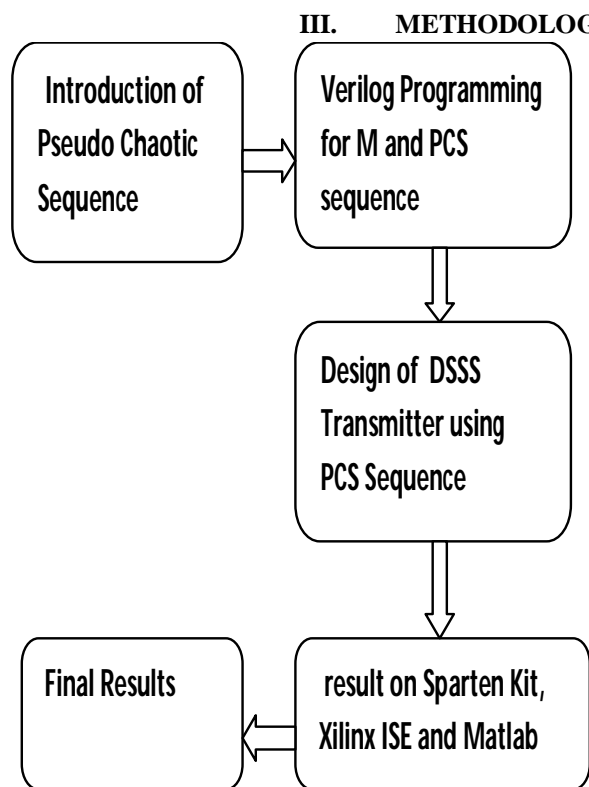 III. METHODOLOG
Introduction of
Pseudo Chaotic
Sequence
Verilog Programming
for M and PCS
sequence
Design of DSSS
Transmitter using
PCS Sequence
result on Sparten Kit,
Xilinx ISE and Matlab
Final Results